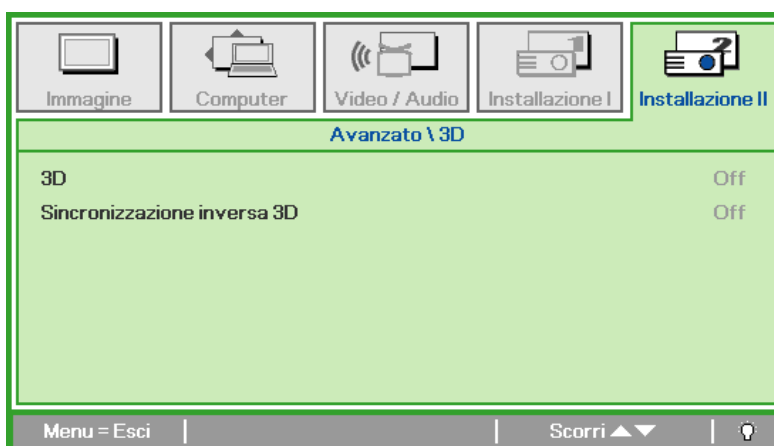 Immagine
Computer
Video / Audio
Installazione I
Installazione II
Avanzato \ 3D
3D Off
Sincronizzazione inversa 3D Off
Menu = Esci Scorri ▲▼